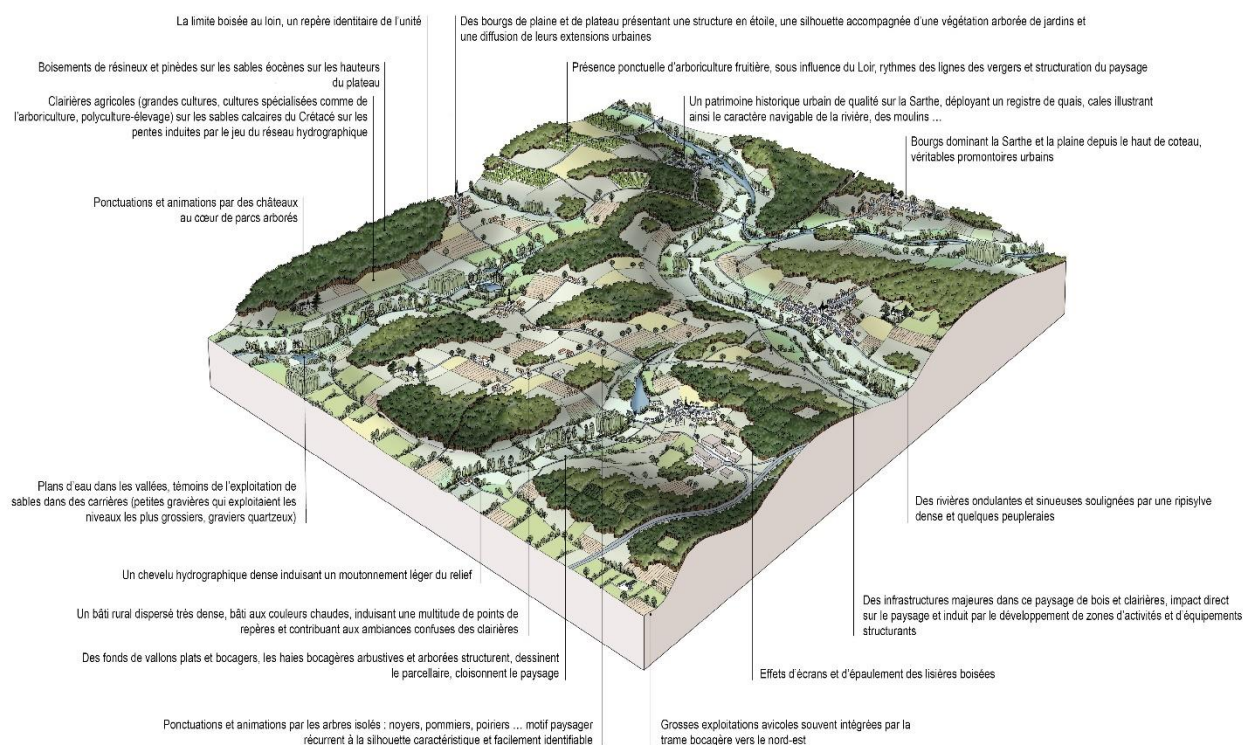 La limite boisée au loin, un repère identitaire de l'unité
Des bourgs de plaine et de plateau présentant une structure en étoile, une silhouette accompagnée d'une végétation arborée de jardins et
une diffusion de leurs extensions urbaines
Boisements de résineux et pinèdes sur les sables éocènes sur les hauteurs
du plateau
Présence ponctuelle d'arboriculture fruitière, sous influence du Loir, rythmes des lignes des vergers et structuration du paysage
Clairières agricoles (grandes cultures, cultures spécialisées comme de
l'arboriculture, polyculture-élevage) sur les sables calcaires du Crétacé sur les
pentes induites par le jeu du réseau hydrographique
Un patrimoine historique urbain de qualité sur la Sarthe, déployant un registre de quais, cales illustrant
ainsi le caractère navigable de la rivière, des moulins ...
Bourgs dominant la Sarthe et la plaine depuis le haut de coteau,
véritables promontoires urbains
Ponctuations et animations par des châteaux
au cœur de parcs arborés
Plans d'eau dans les vallées, témoins de l'exploitation de
sables dans des carrières (petites gravières qui exploitaient les
niveaux les plus grossiers, graviers quartzeux)
Des rivières ondulantes et sinueuses soulignées par une ripisylve
dense et quelques peupleraies
Un chevelu hydrographique dense induisant un moutonnement léger du relief
Un bâti rural dispersé très dense, bâti aux couleurs chaudes, induisant une multitude de points de
repères et contribuant aux ambiances confuses des clairières
Des infrastructures majeures dans ce paysage de bois et clairières, impact direct
sur le paysage et induit par le développement de zones d'activités et d'équipements
structurants
Des fonds de vallons plats et bocagers, les haies bocagères arbustives et arborées structurent, dessinent
le parcellaire, cloisonnent le paysage
Effets d'écrans et d'épaulement des lisières boisées
Ponctuations et animations par les arbres isolés : noyers, pommiers, poiriers ... motif paysager
récurrent à la silhouette caractéristique et facilement identifiable
Grosses exploitations avicoles souvent intégrées par la
trame bocagère vers le nord-est